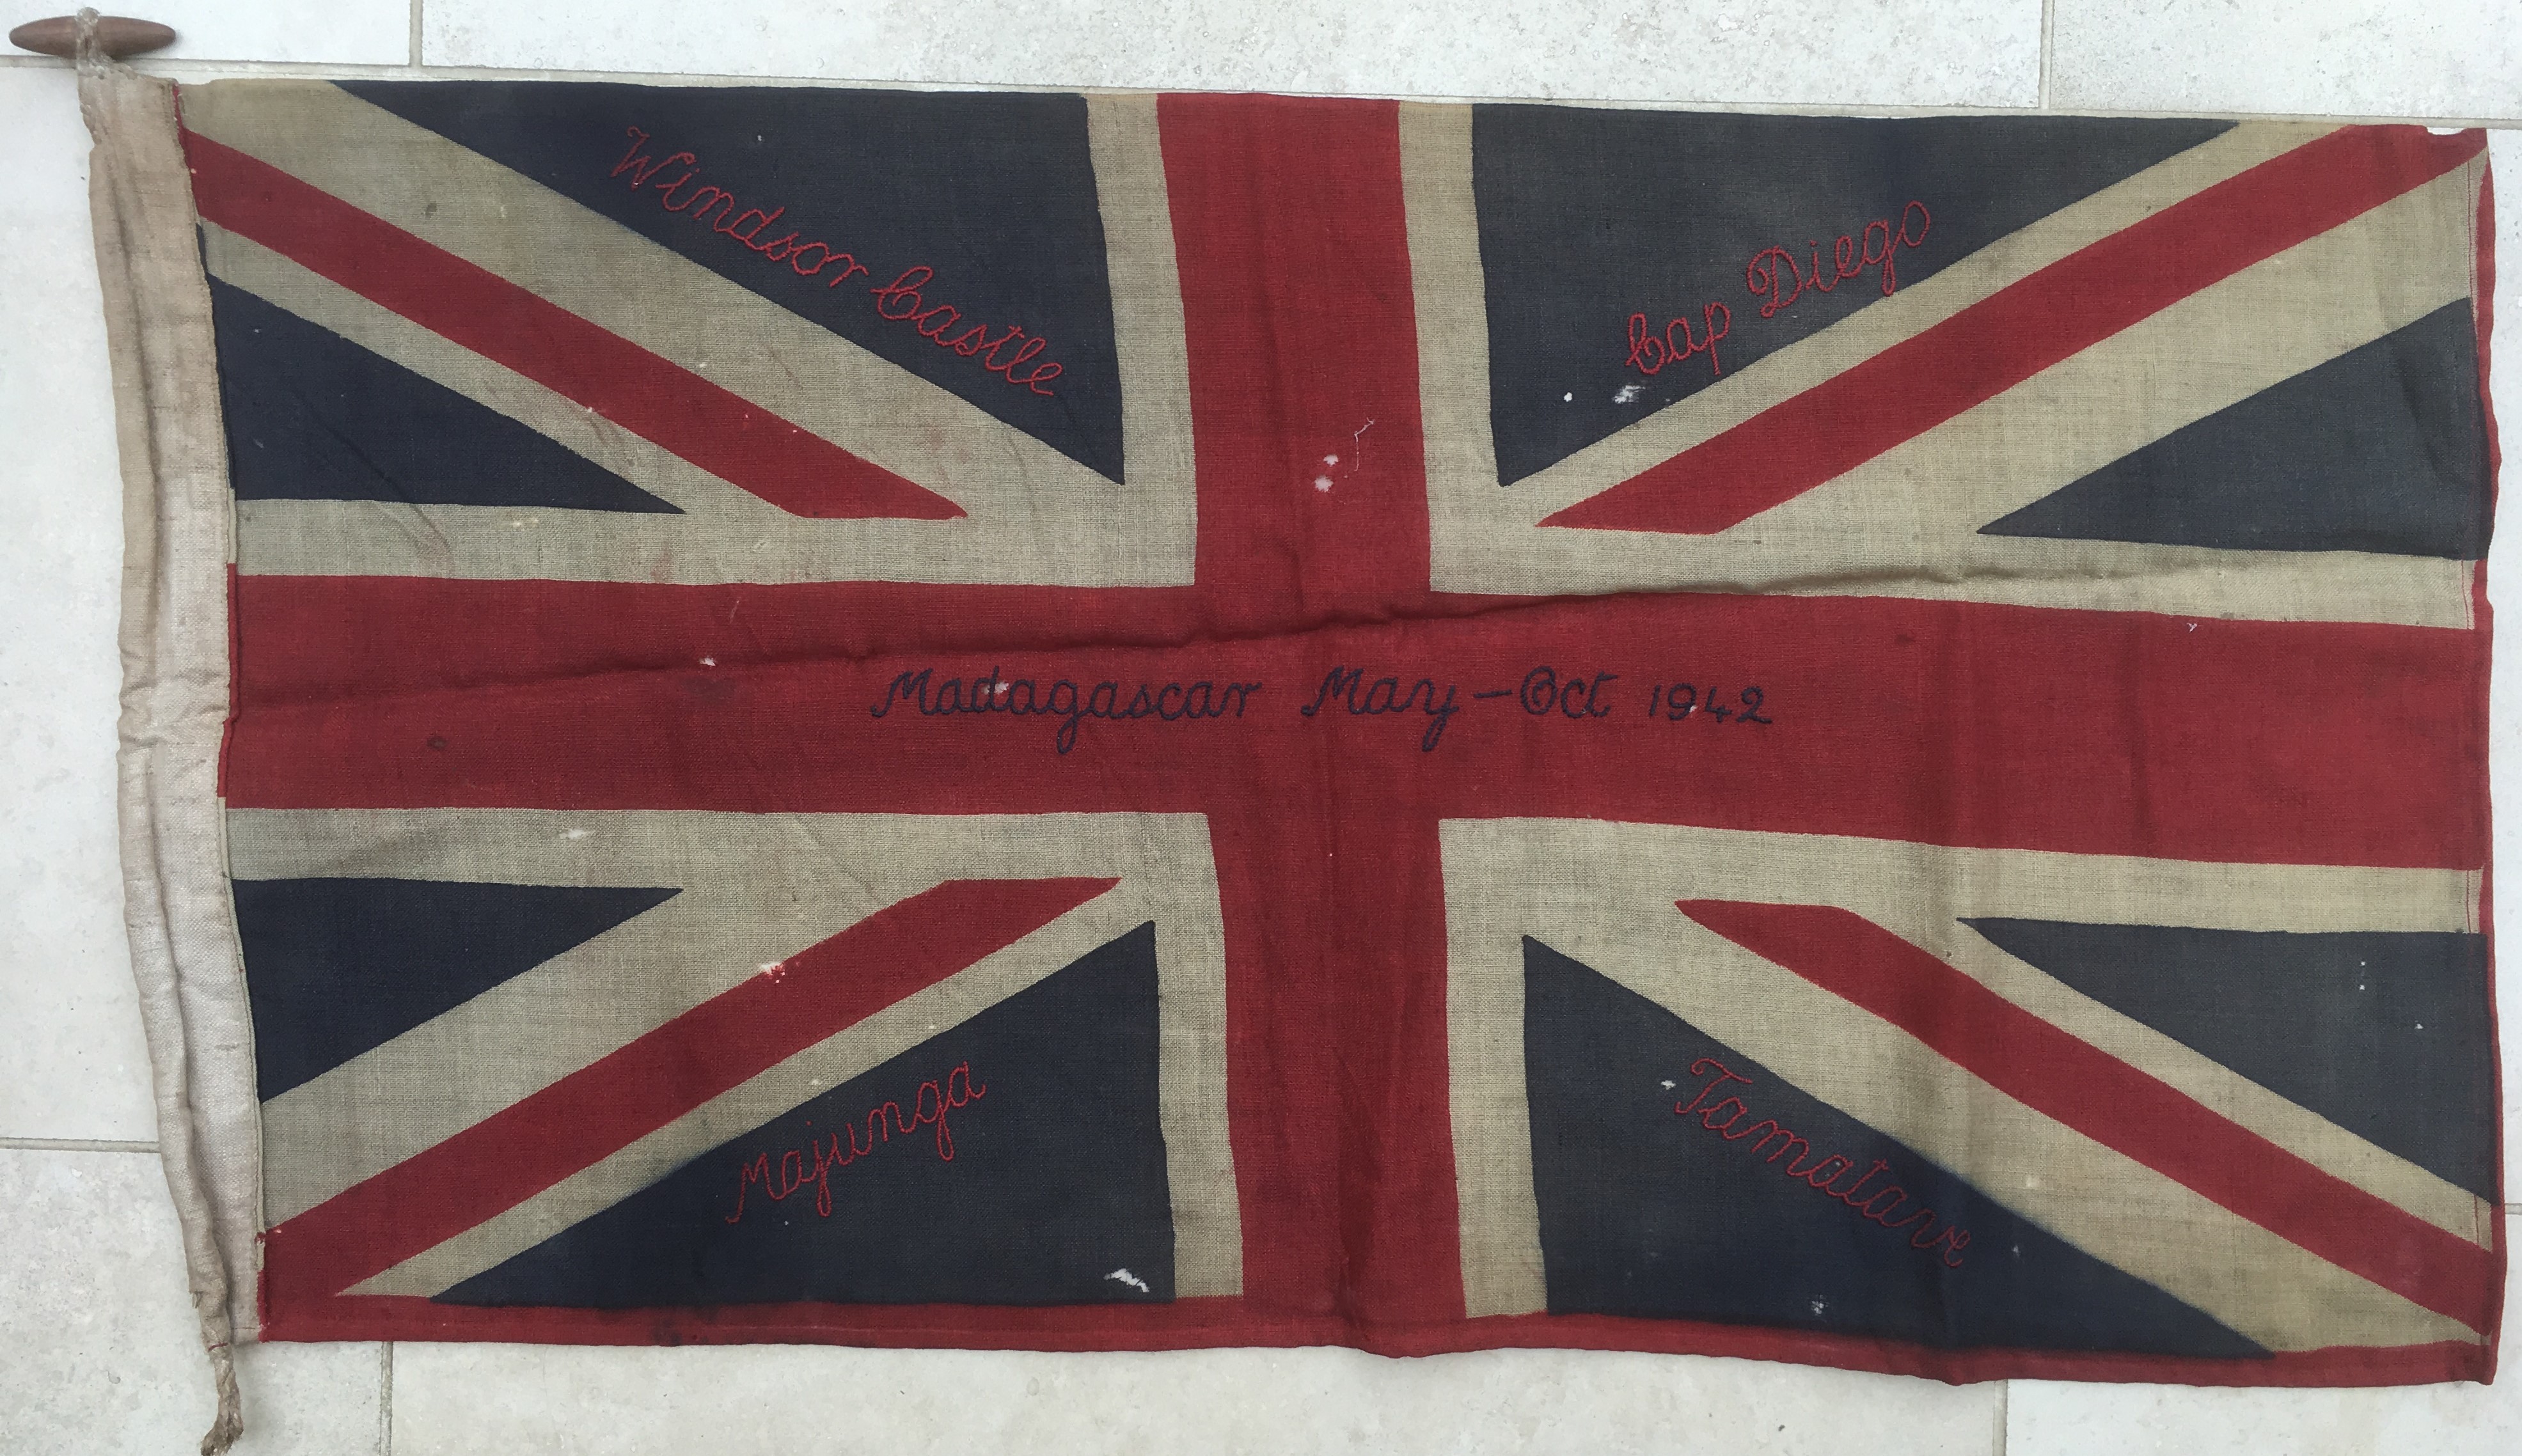 Windsor Castle
Cap Diego
Madagascar May - Oct 1942
Majunga
Tamatave